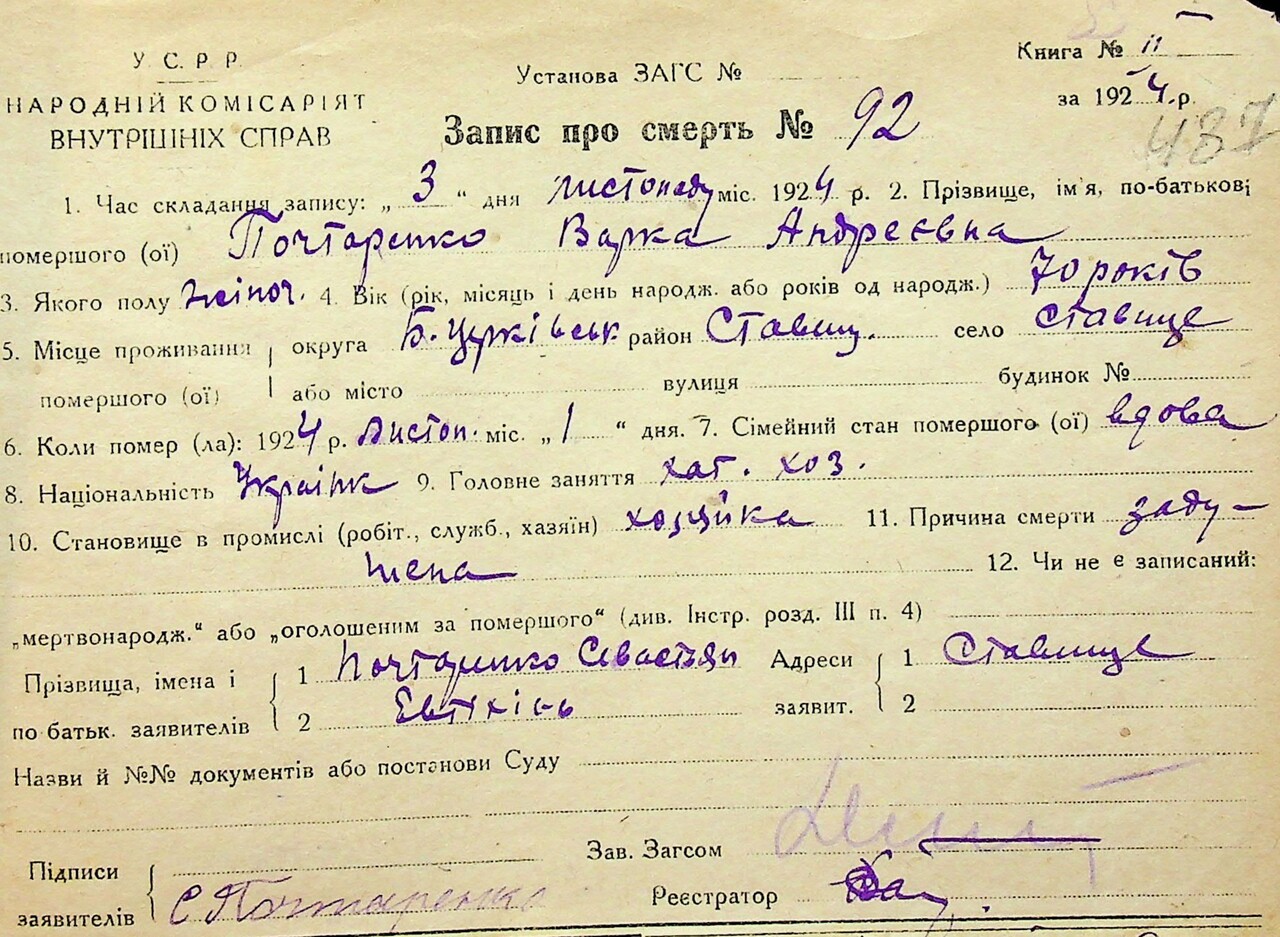 У. С. Р. Р.
НАРОДНІЙ КОМІСАРІЯТ
ВНУТРІШНІХ СПРАВ
Установа ЗАГС №
Книга № 11
за 1924 р.
487
Запис про смерть № 92
1. Час складання запису: „ 3 “ дня листопаду міс. 1924 р. 2. Прізвище, ім'я, по-батькові
помершого (ої) Почтаренко Варка Андреєвна
3. Якого полу жіноч. 4. Вік (рік, місяць і день народж. або років од народж.) 70 років
5. Місце проживання округа Б. Церківськ. район Ставищ. село Ставище
помершого (ої) або місто вулиця будинок №
6. Коли помер (ла): 1924 р. Листоп. міс. „ 1 “ дня. 7. Сімейний стан помершого (ої) вдова
8. Національність Украінк 9. Головне заняття хат. хоз.
10. Становище в промислі (робіт., служб., хазяїн) хозяйка 11. Причина смерти заду-
шена 12. Чи не є записаний:
„мертвонародж.“ або „оголошеним за помершого“ (див. Інстр. розд. III п. 4)
Прізвища, імена і 1 Почтаренко Севастьян Адреси 1 Ставище
по батьк. заявителів 2 заявит. 2
Назви й №№ документів або постанови Суду
Підписи Зав. Загсом
заявителів С Почтаренко Реєстратор